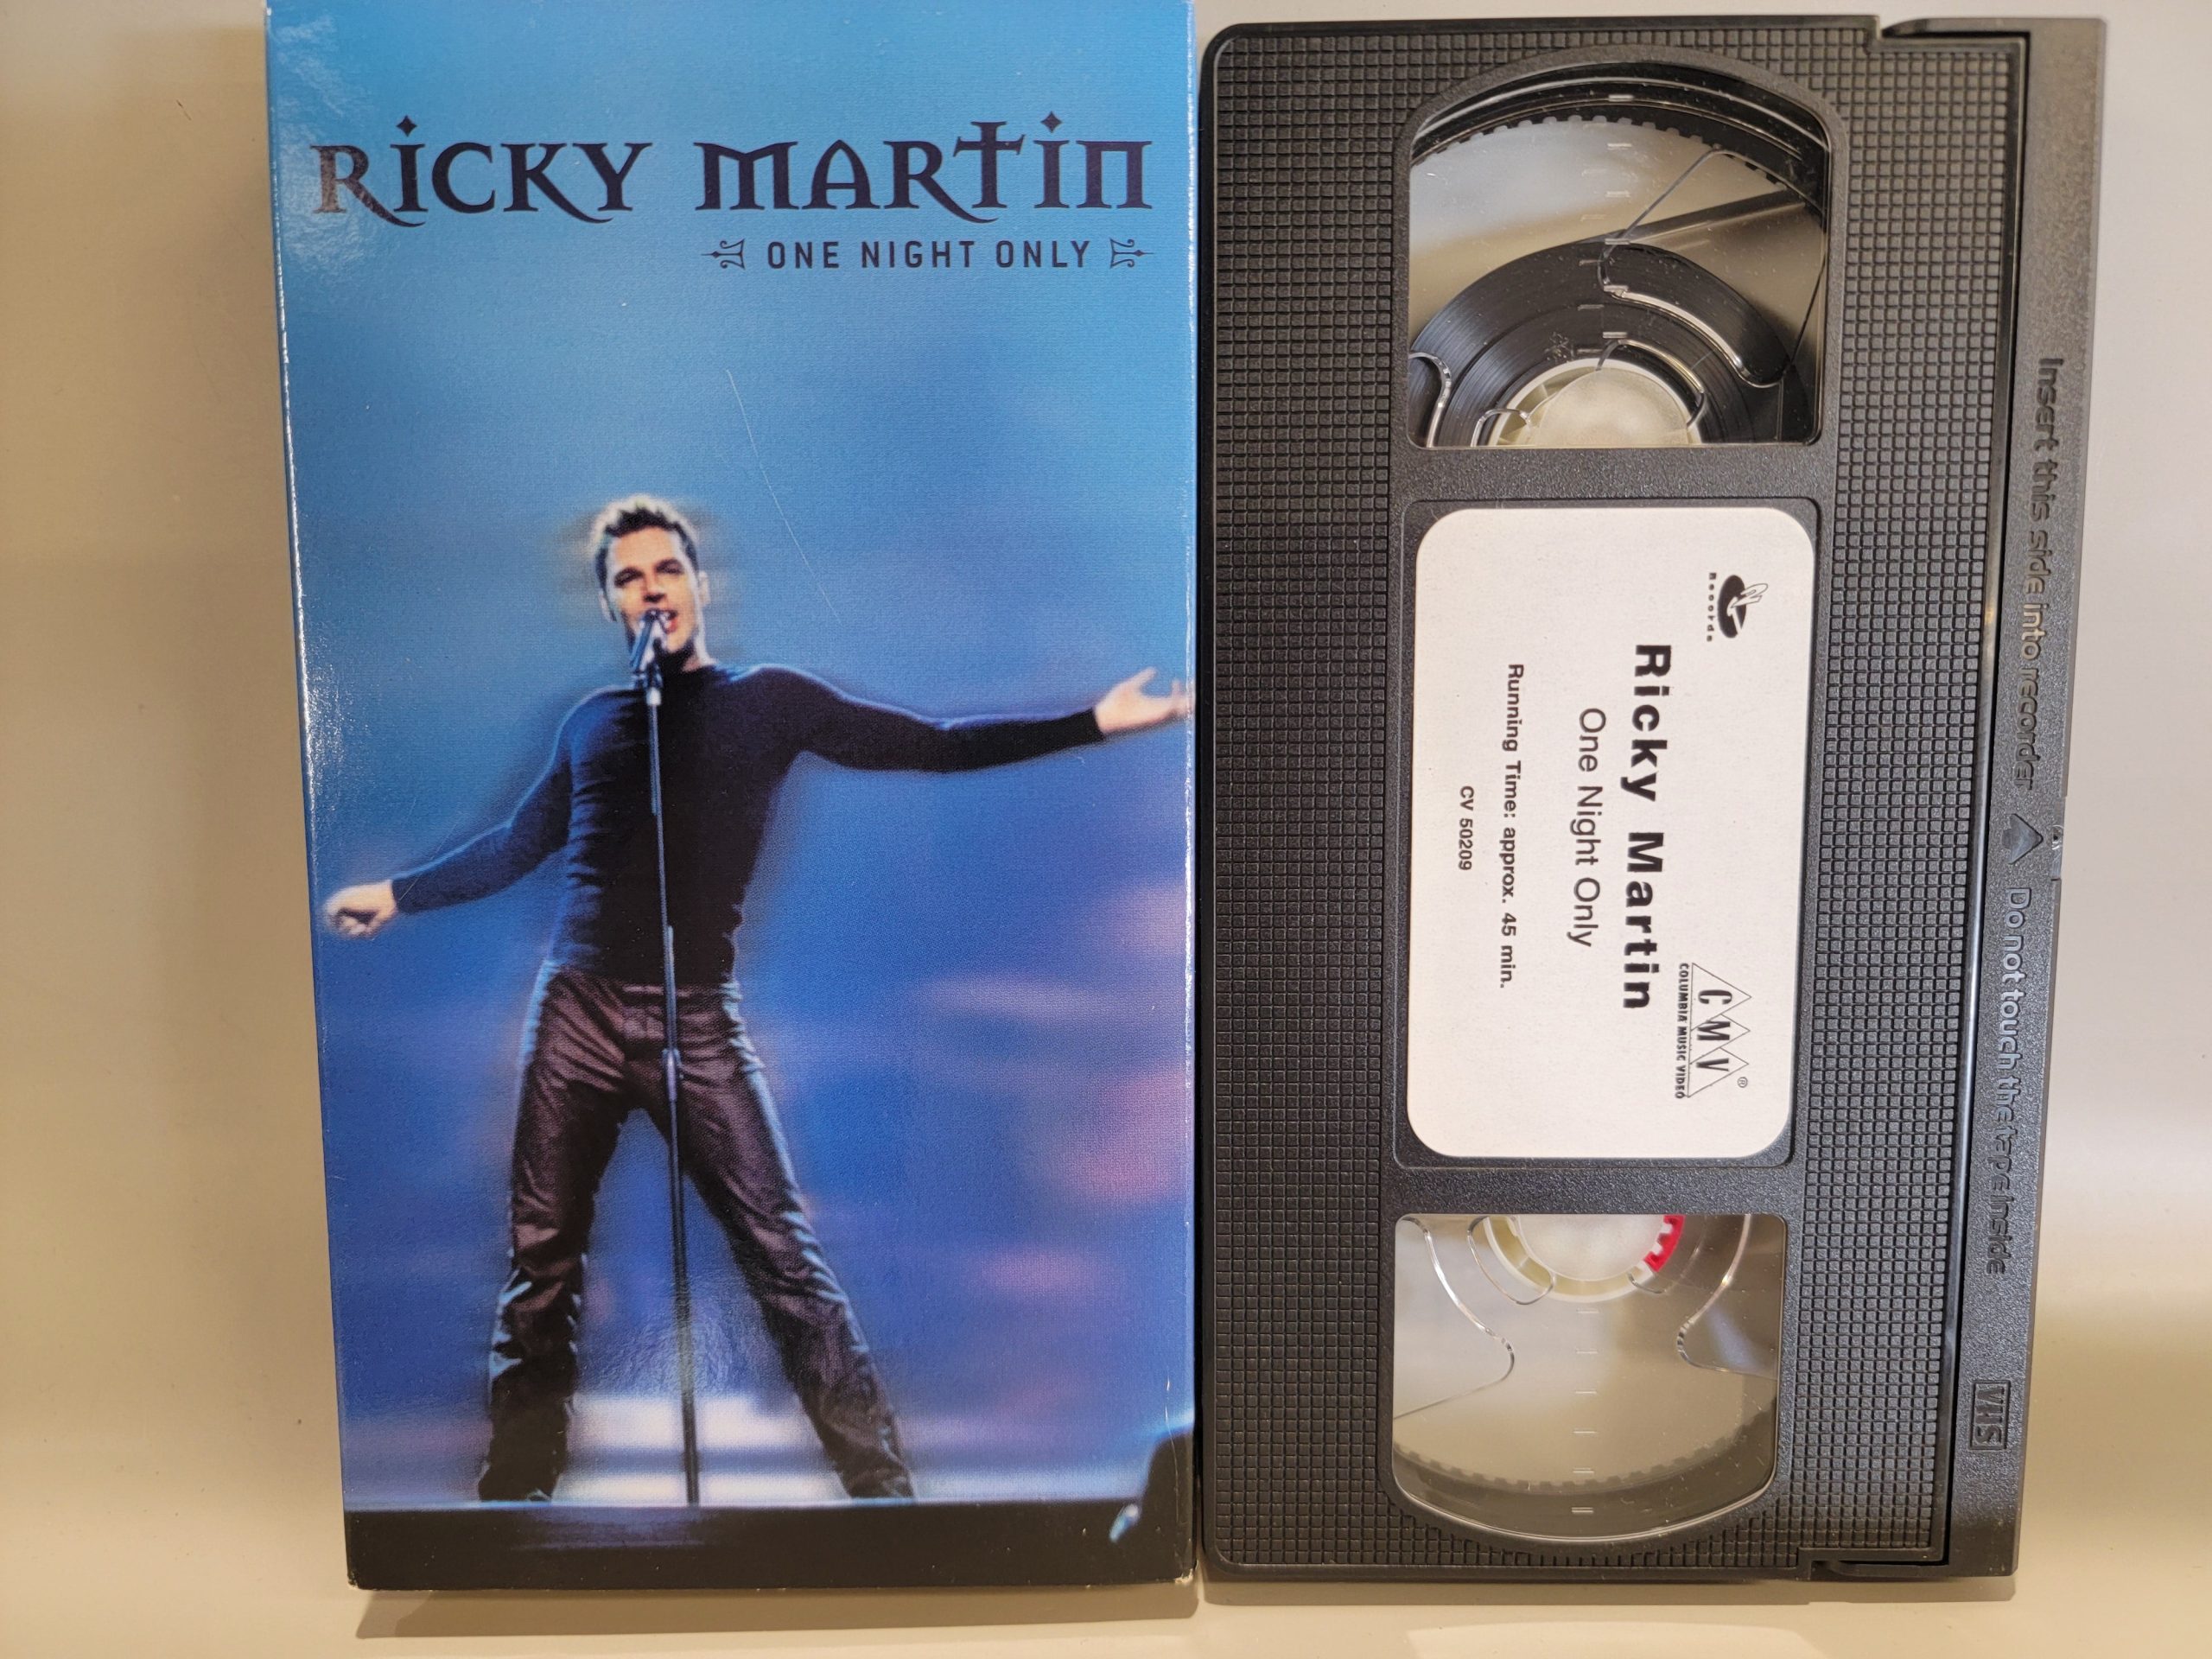 RICKY MARTIN
ONE NIGHT ONLY
Records
CMV®
COLUMBIA MUSIC VIDEO
Ricky Martin
One Night Only
Running Time: approx. 45 min.
CV 50209
Insert this side into recorder
Do not touch the tape inside
VHS